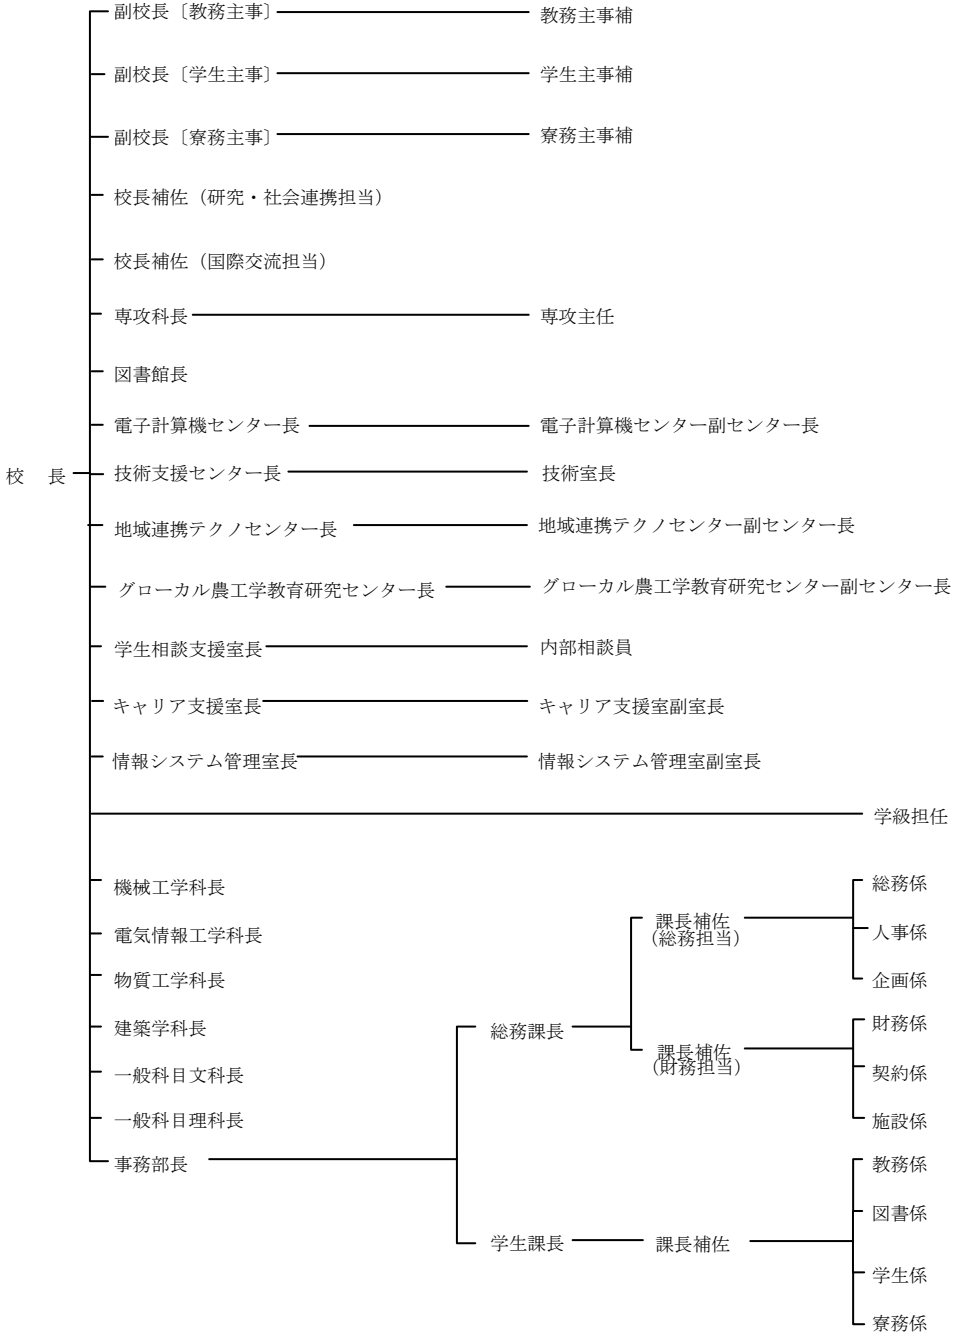 副校長〔教務主事〕 教務主事補
副校長〔学生主事〕 学生主事補
副校長〔寮務主事〕 寮務主事補
校長補佐（研究・社会連携担当）
校長補佐（国際交流担当）
専攻科長 専攻主任
図書館長
電子計算機センター長 電子計算機センター副センター長
校　長 技術支援センター長 技術室長
地域連携テクノセンター長 地域連携テクノセンター副センター長
グローカル農工学教育研究センター長 グローカル農工学教育研究センター副センター長
学生相談支援室長 内部相談員
キャリア支援室長 キャリア支援室副室長
情報システム管理室長 情報システム管理室副室長
学級担任
機械工学科長
電気情報工学科長
物質工学科長
建築学科長
一般科目文科長
一般科目理科長
事務部長
総務課長
課長補佐
（総務担当）
総務係
人事係
企画係
課長補佐
（財務担当）
財務係
契約係
施設係
学生課長 課長補佐
教務係
図書係
学生係
寮務係